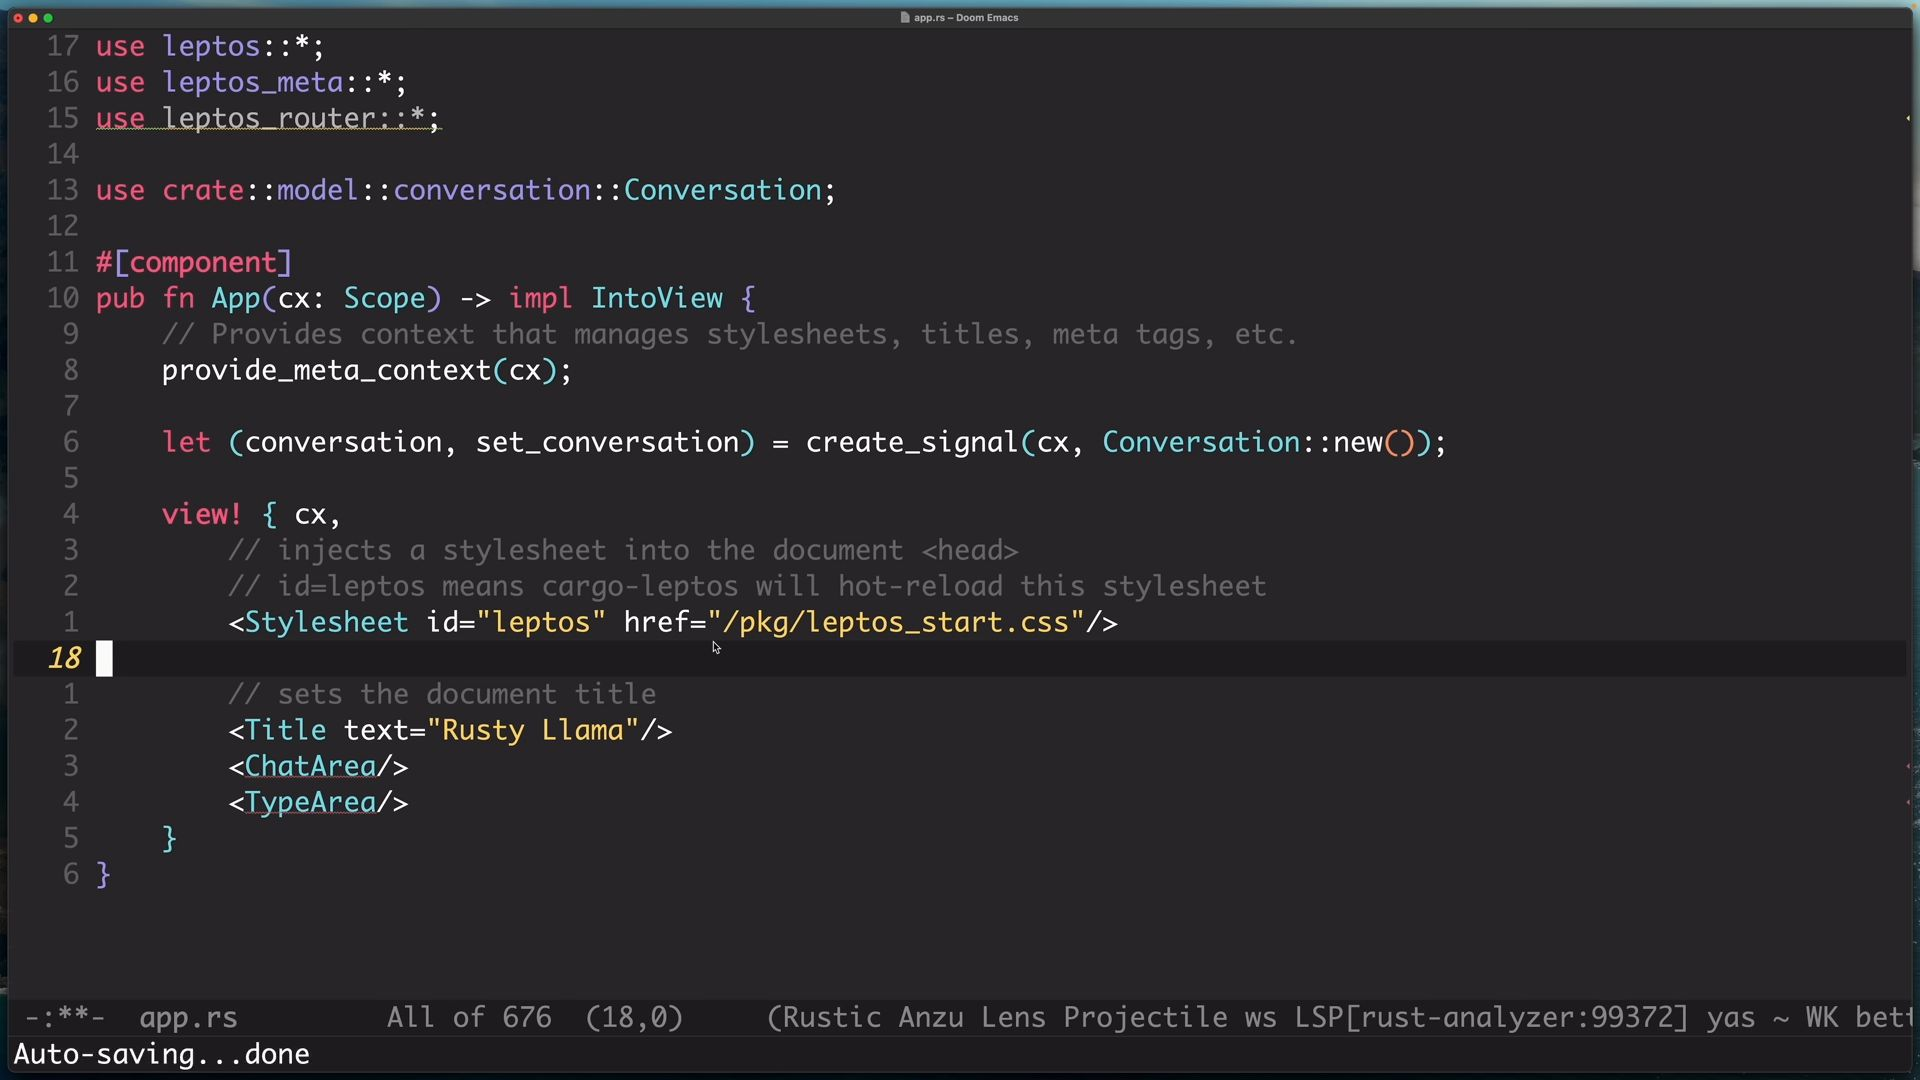 app.rs – Doom Emacs
17 use leptos::*;
16 use leptos_meta::*;
15 use leptos_router::*;
14
13 use crate::model::conversation::Conversation;
12
11 #[component]
10 pub fn App(cx: Scope) -> impl IntoView {
9 // Provides context that manages stylesheets, titles, meta tags, etc.
8 provide_meta_context(cx);
7
6 let (conversation, set_conversation) = create_signal(cx, Conversation::new());
5
4 view! { cx,
3 // injects a stylesheet into the document <head>
2 // id=leptos means cargo-leptos will hot-reload this stylesheet
1 <Stylesheet id="leptos" href="/pkg/leptos_start.css"/>
18
1 // sets the document title
2 <Title text="Rusty Llama"/>
3 <ChatArea/>
4 <TypeArea/>
5 }
6 }
-:**- app.rs All of 676 (18,0) (Rustic Anzu Lens Projectile ws LSP[rust-analyzer:99372] yas ~ WK bett
Auto-saving...done